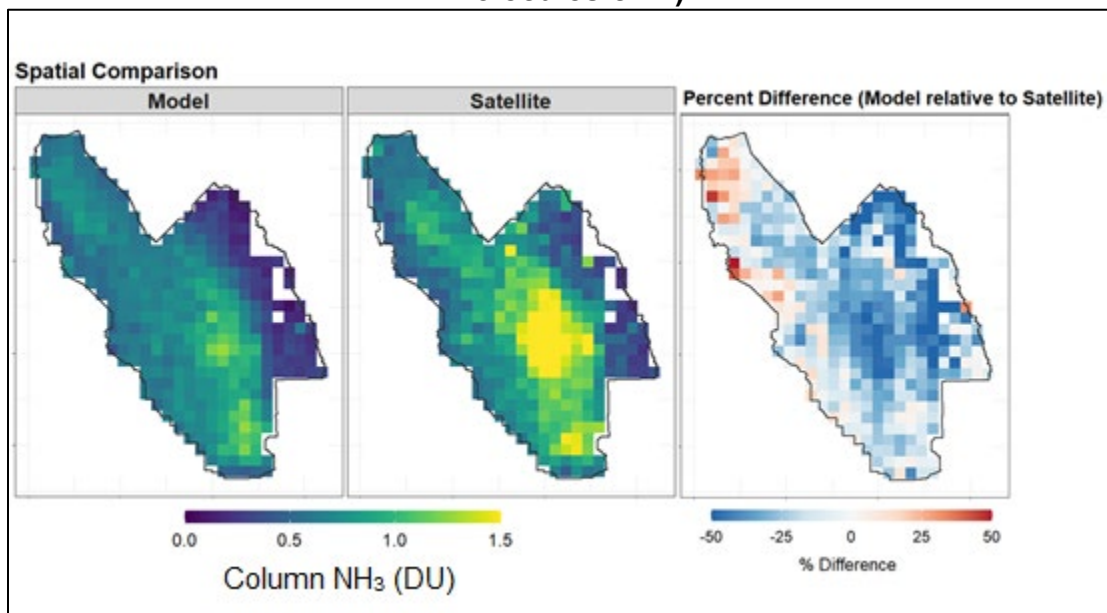 Spatial Comparison
Model
Satellite
Percent Difference (Model relative to Satellite)
0.0 0.5 1.0 1.5
Column NH₃ (DU)
-50 -25 0 25 50
% Difference